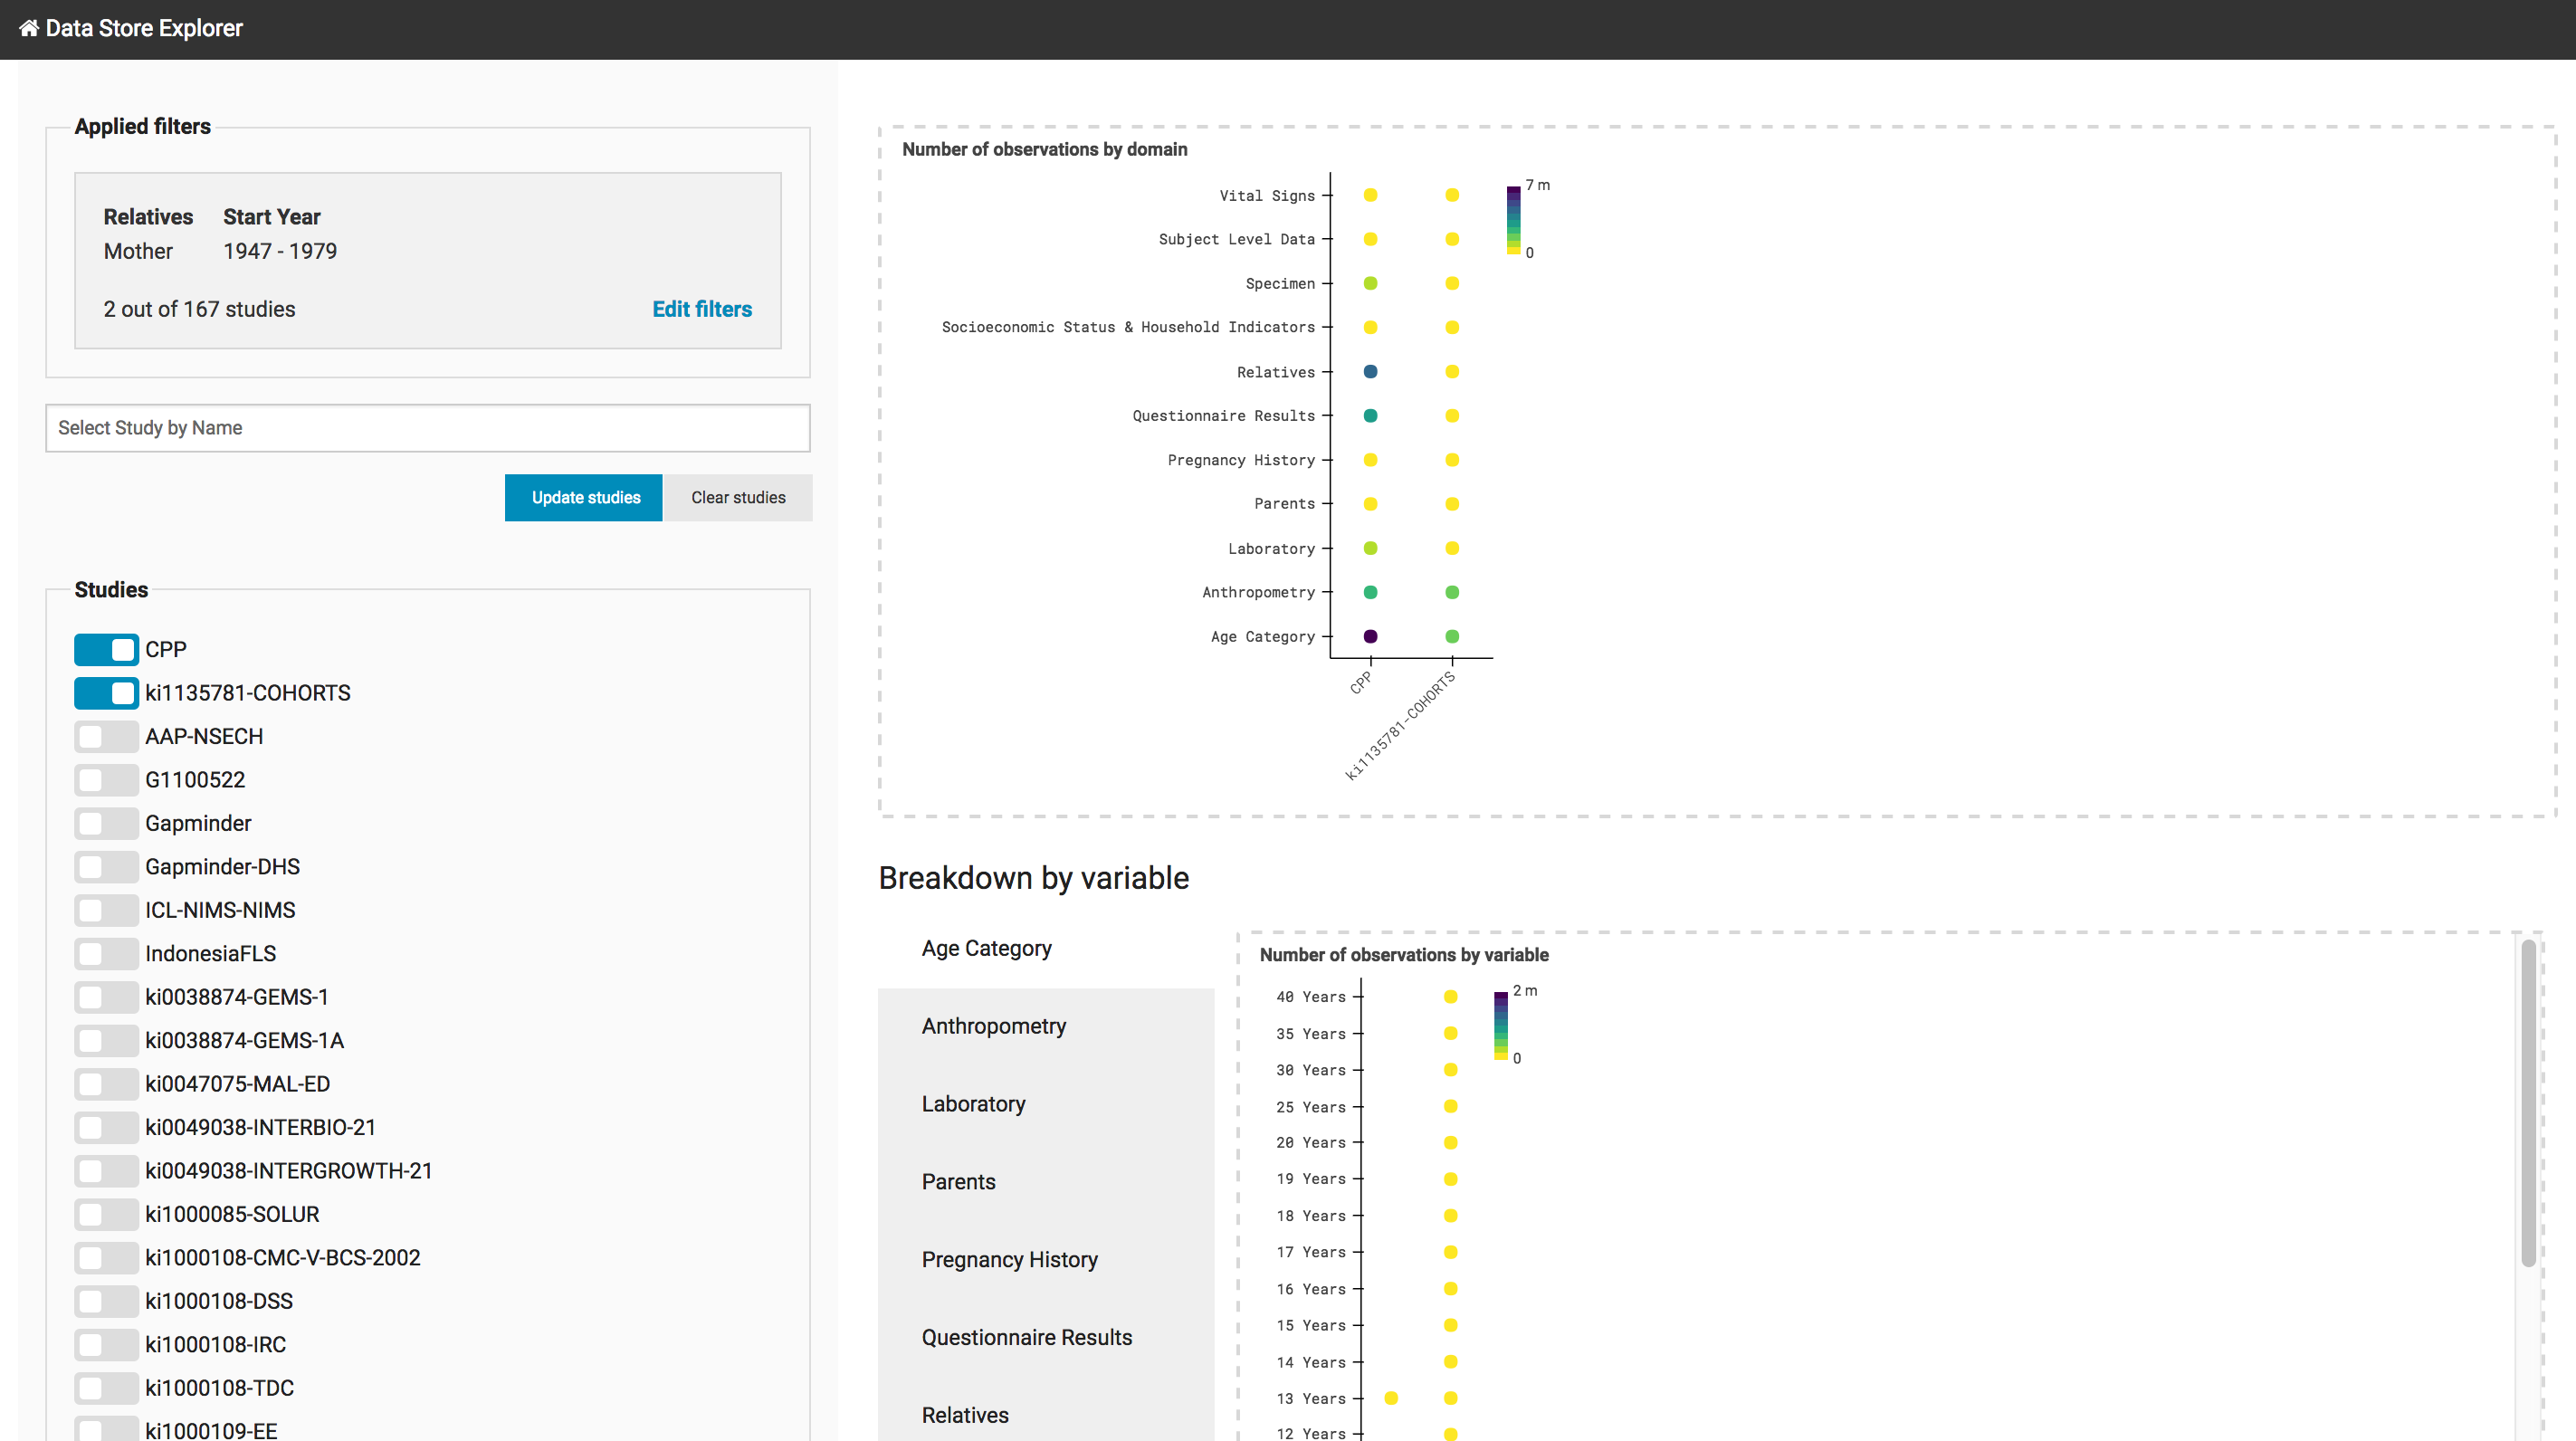 Data Store Explorer
Applied filters
Relatives Start Year
Mother 1947 - 1979
2 out of 167 studies Edit filters
Select Study by Name
Update studies Clear studies
Studies
CPP
ki1135781-COHORTS
AAP-NSECH
G1100522
Gapminder
Gapminder-DHS
ICL-NIMS-NIMS
IndonesiaFLS
ki0038874-GEMS-1
ki0038874-GEMS-1A
ki0047075-MAL-ED
ki0049038-INTERBIO-21
ki0049038-INTERGROWTH-21
ki1000085-SOLUR
ki1000108-CMC-V-BCS-2002
ki1000108-DSS
ki1000108-IRC
ki1000108-TDC
ki1000109-EE
Number of observations by domain
Vital Signs
Subject Level Data
Specimen
Socioeconomic Status & Household Indicators
Relatives
Questionnaire Results
Pregnancy History
Parents
Laboratory
Anthropometry
Age Category
CPP
ki1135781-COHORTS
7 m
0
Breakdown by variable
Age Category
Anthropometry
Laboratory
Parents
Pregnancy History
Questionnaire Results
Relatives
Number of observations by variable
40 Years
35 Years
30 Years
25 Years
20 Years
19 Years
18 Years
17 Years
16 Years
15 Years
14 Years
13 Years
12 Years
2 m
0